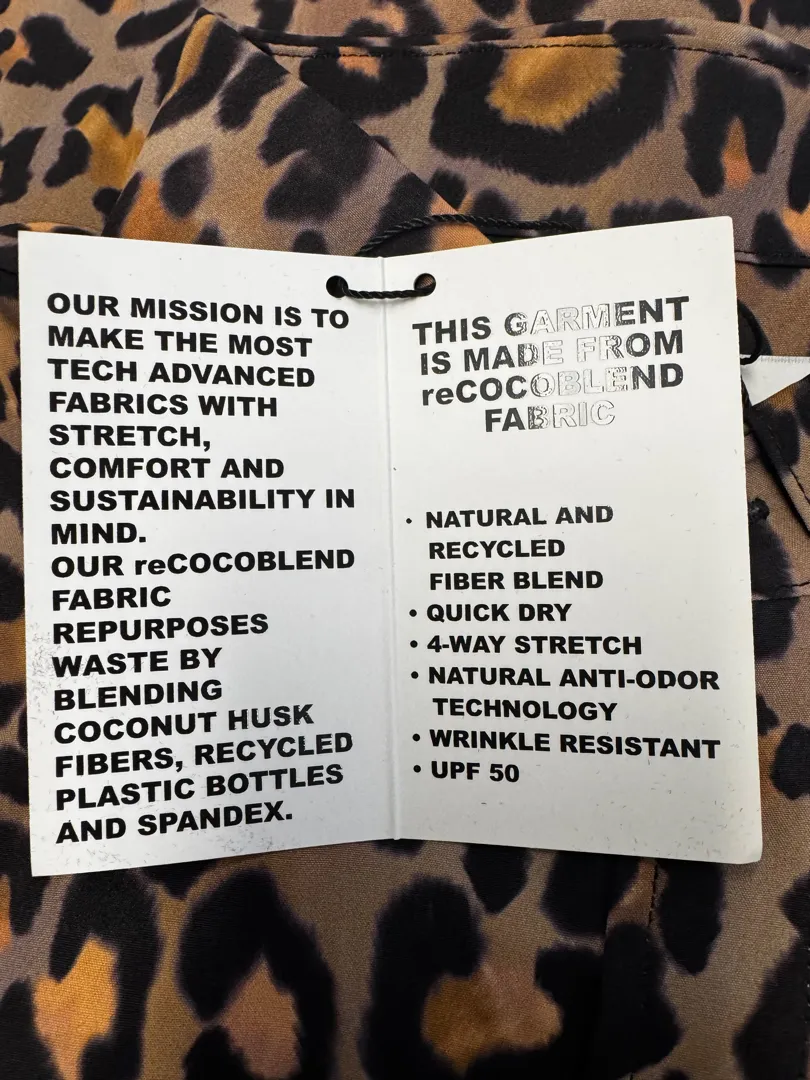 OUR MISSION IS TO
MAKE THE MOST
TECH ADVANCED
FABRICS WITH
STRETCH,
COMFORT AND
SUSTAINABILITY IN
MIND.
OUR reCOCOBLEND
FABRIC
REPURPOSES
WASTE BY
BLENDING
COCONUT HUSK
FIBERS, RECYCLED
PLASTIC BOTTLES
AND SPANDEX.
THIS GARMENT
IS MADE FROM
reCOCOBLEND
FABRIC
• NATURAL AND
RECYCLED
FIBER BLEND
• QUICK DRY
• 4-WAY STRETCH
• NATURAL ANTI-ODOR
TECHNOLOGY
• WRINKLE RESISTANT
• UPF 50